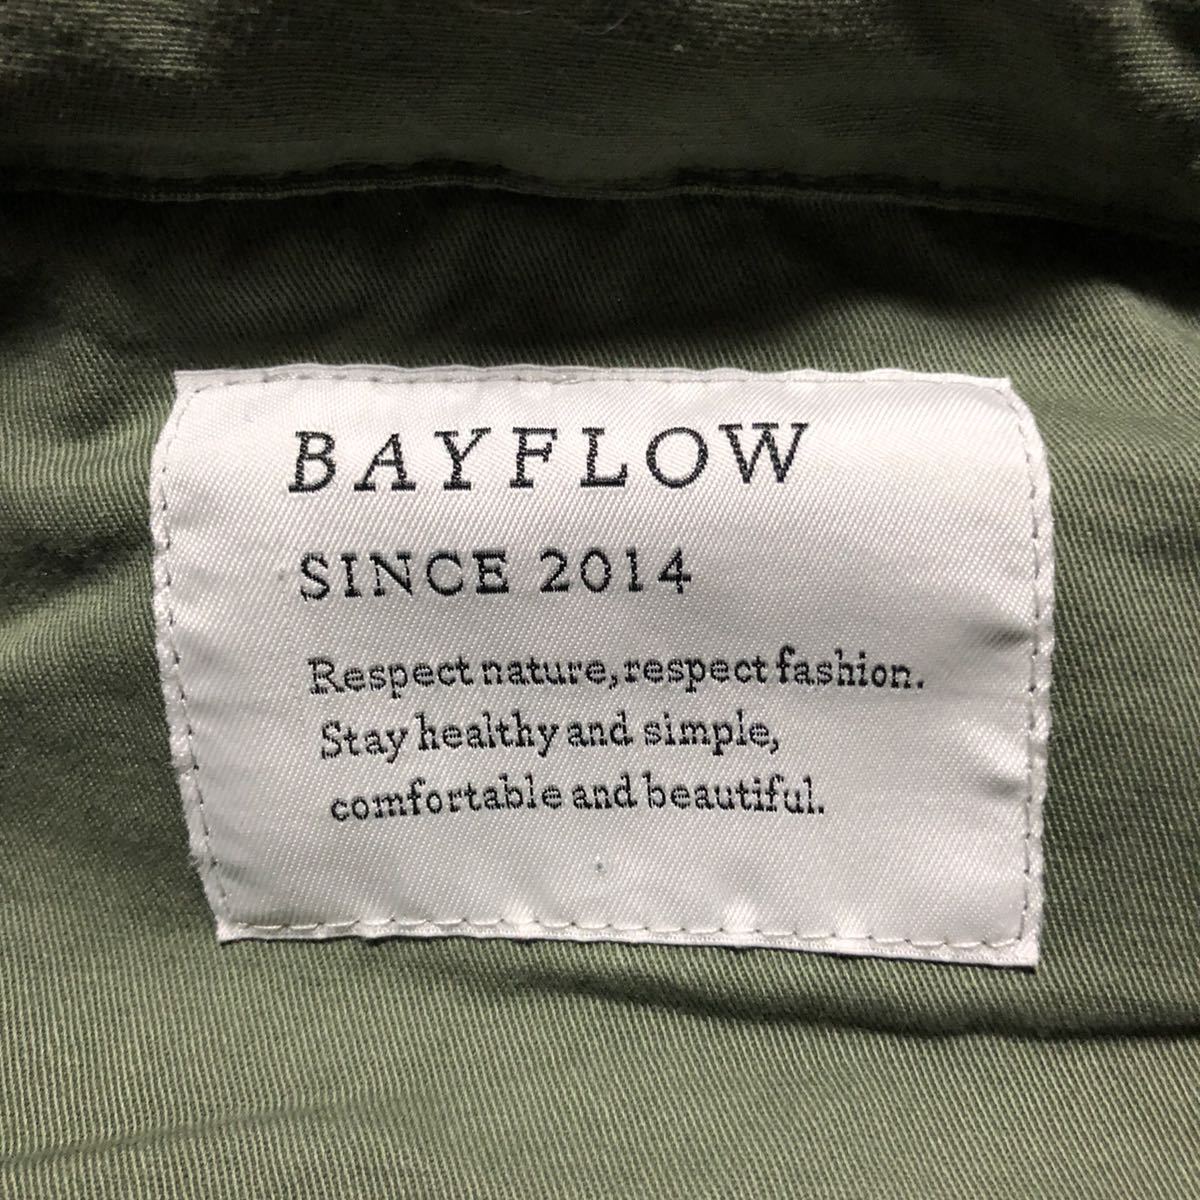 BAYFLOW
SINCE 2014
Respect nature, respect fashion.
Stay healthy and simple,
comfortable and beautiful.